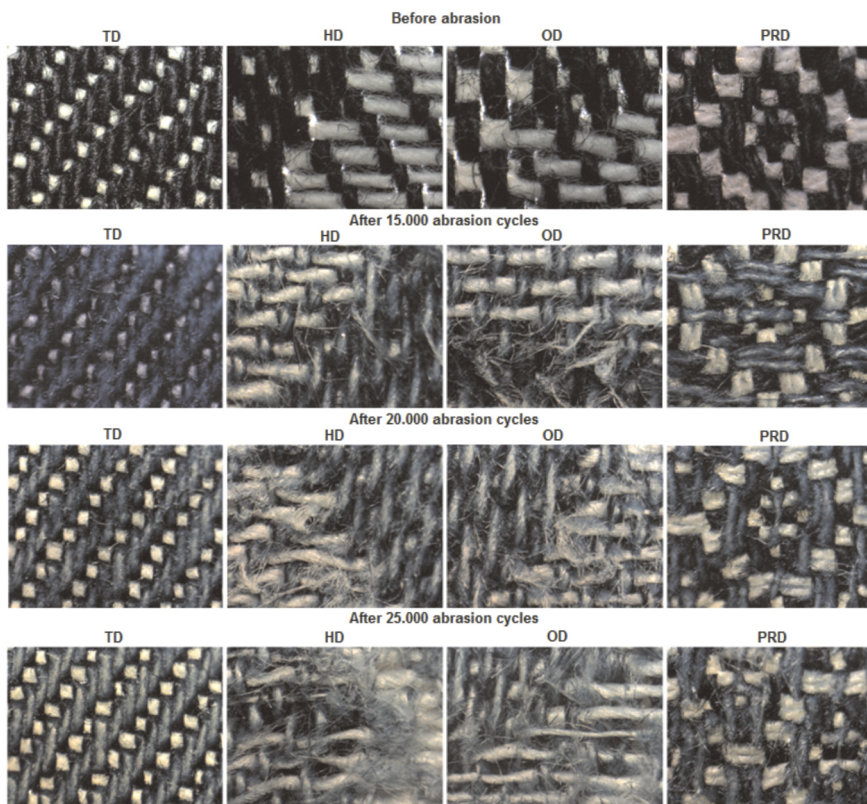 Before abrasion
TD HD OD PRD
After 15.000 abrasion cycles
TD HD OD PRD
After 20.000 abrasion cycles
TD HD OD PRD
After 25.000 abrasion cycles
TD HD OD PRD